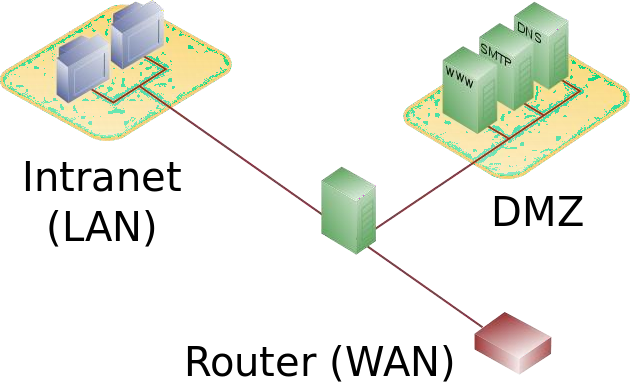 DNS
SMTP
WWW
Intranet
(LAN)
DMZ
Router (WAN)